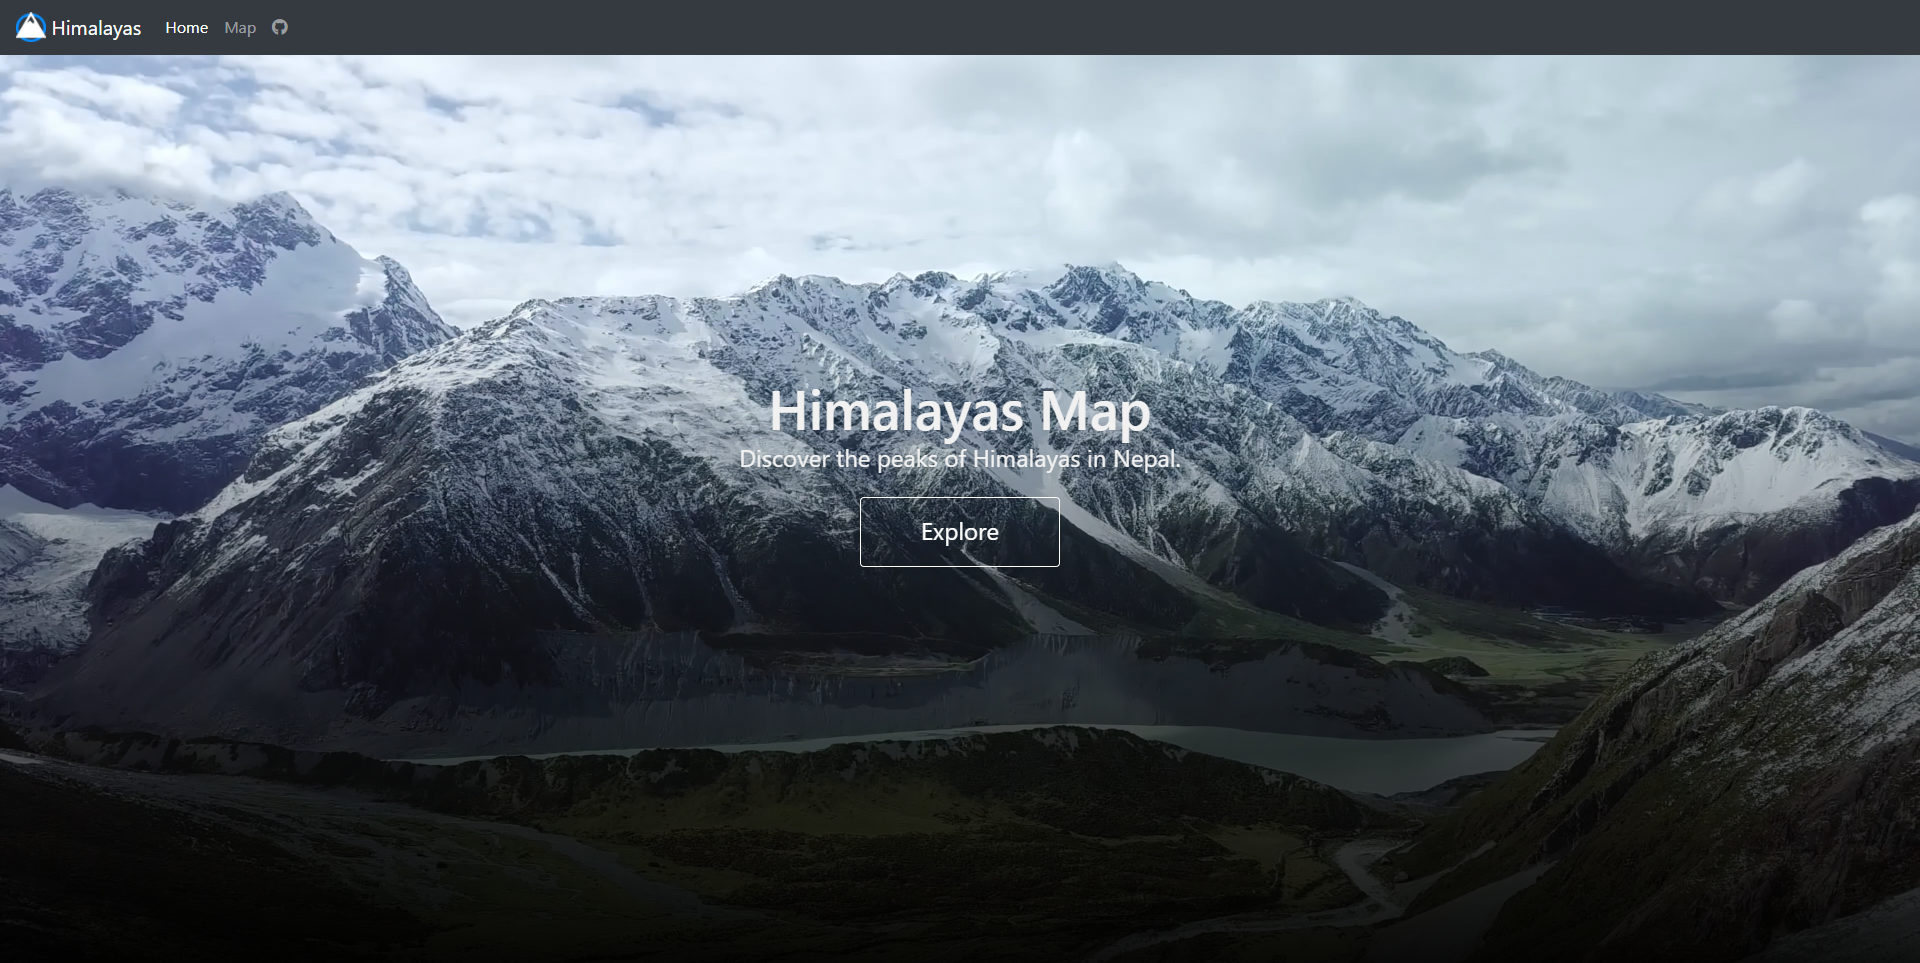 Himalayas Home Map
Himalayas Map
Discover the peaks of Himalayas in Nepal.
Explore